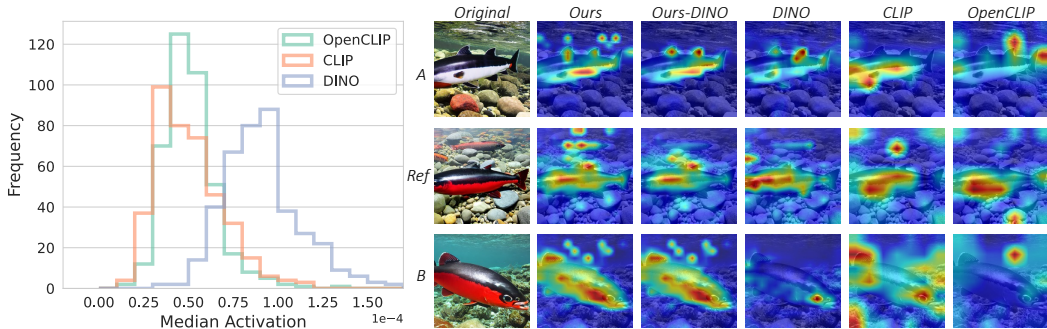 Frequency
120
100
80
60
40
20
0
0.00 0.25 0.50 0.75 1.00 1.25 1.50
1e−4
Median Activation
OpenCLIP
CLIP
DINO
Original Ours Ours-DINO DINO CLIP OpenCLIP
A
Ref
B